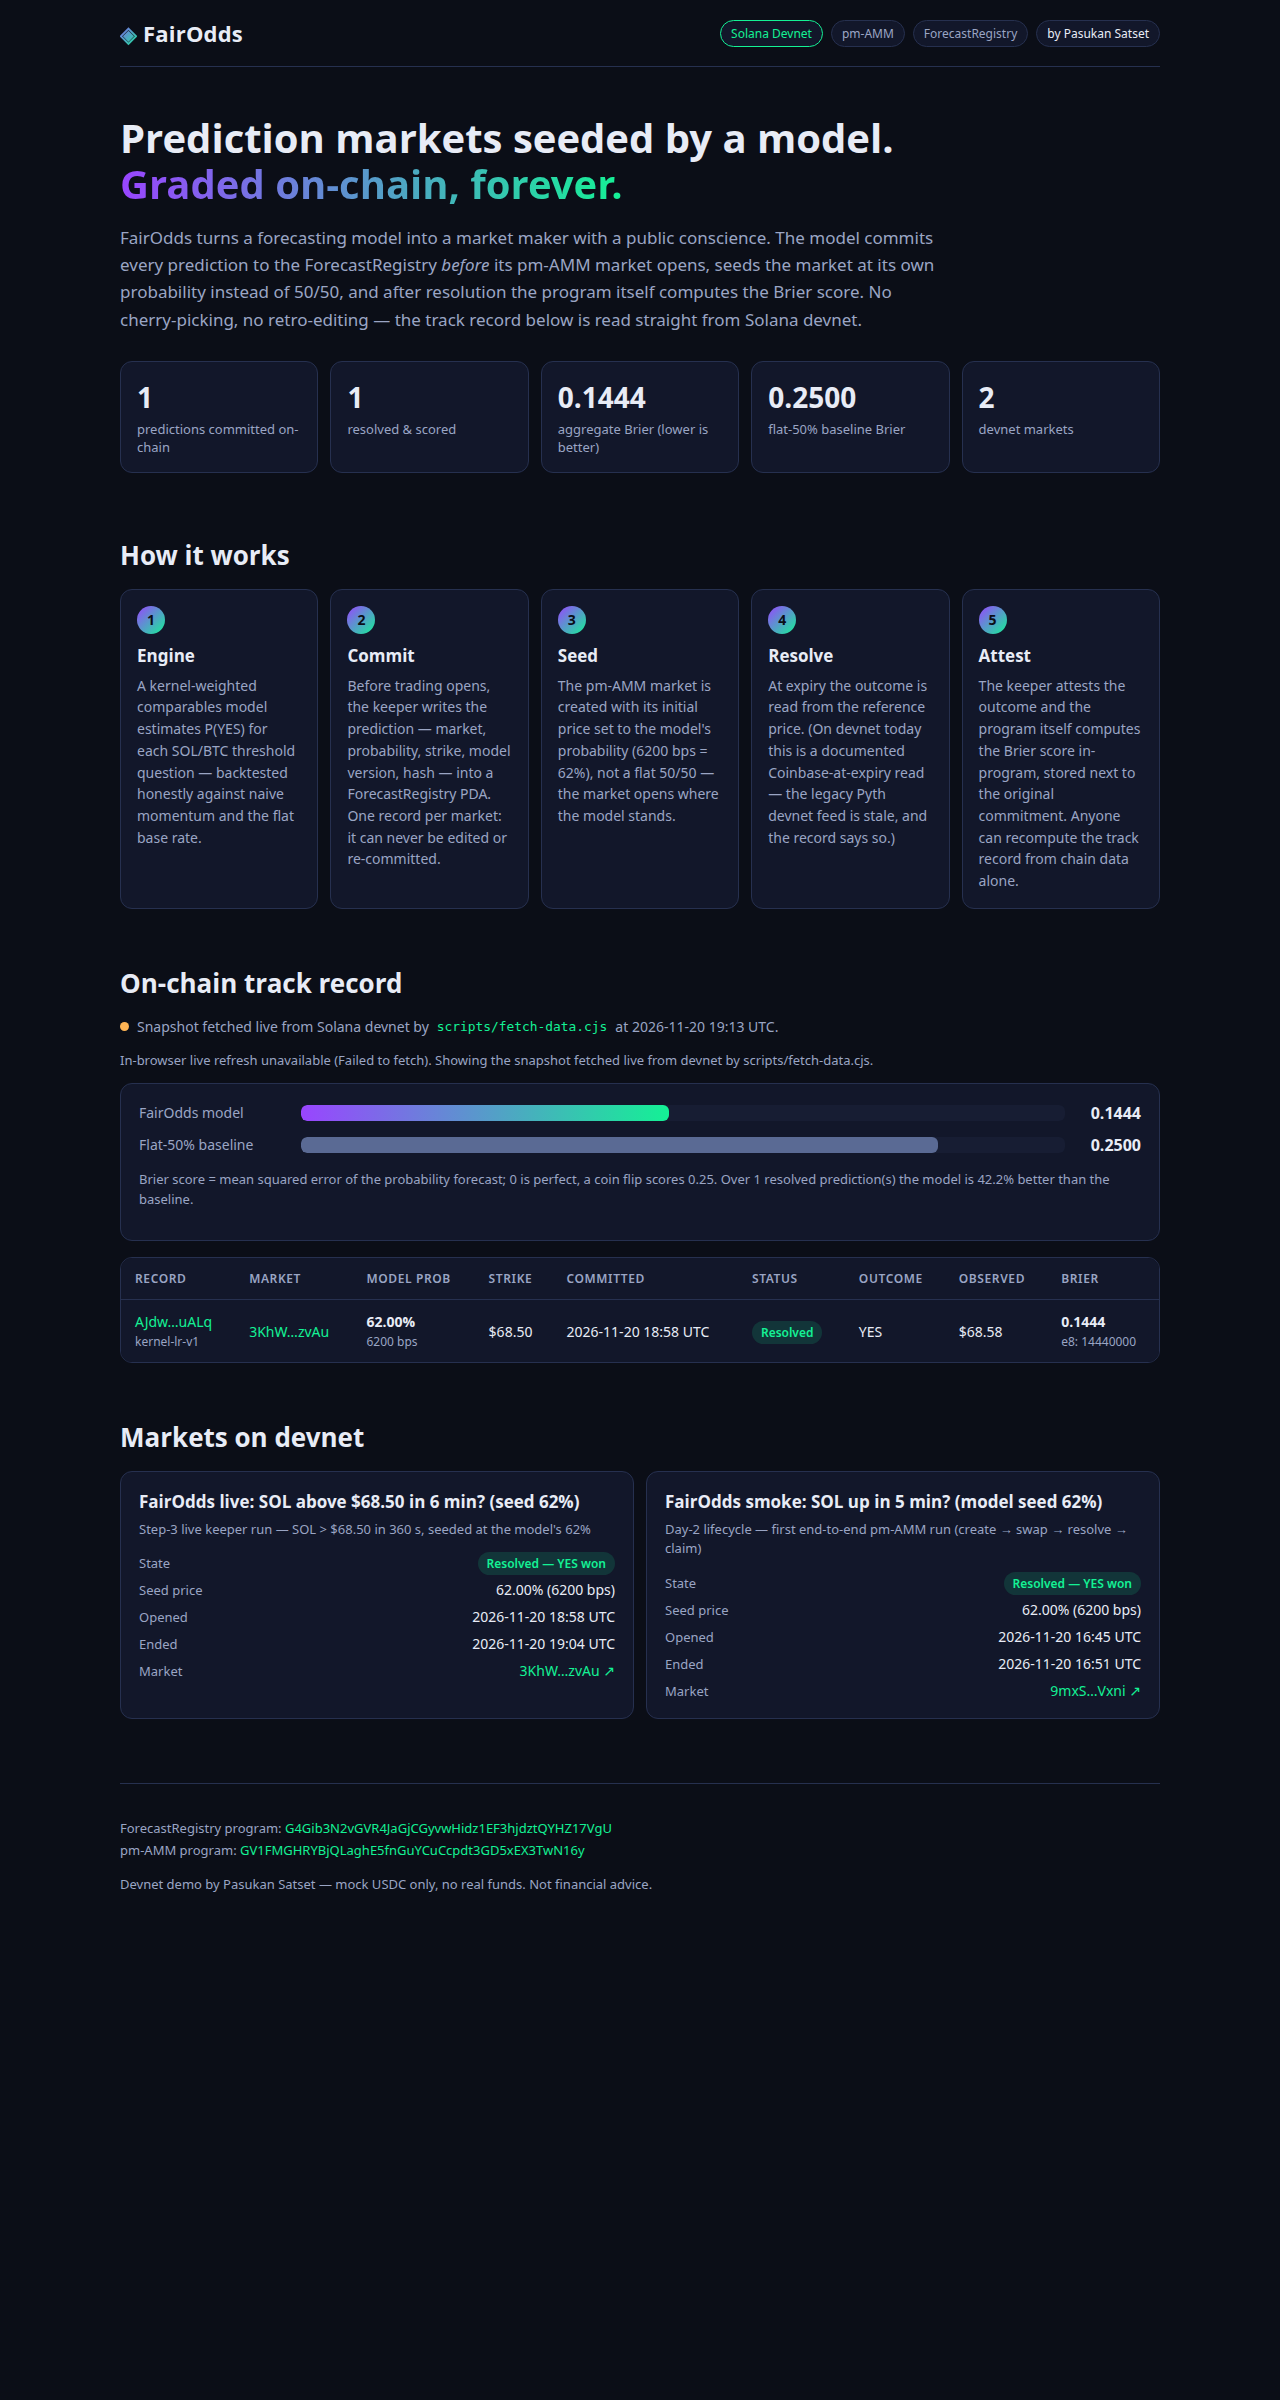 ◈ FairOdds
Solana Devnet
pm-AMM
ForecastRegistry
by Pasukan Satset
Prediction markets seeded by a model.
Graded on-chain, forever.
FairOdds turns a forecasting model into a market maker with a public conscience. The model commits
every prediction to the ForecastRegistry before its pm-AMM market opens, seeds the market at its own
probability instead of 50/50, and after resolution the program itself computes the Brier score. No
cherry-picking, no retro-editing — the track record below is read straight from Solana devnet.
1
predictions committed on-
chain
1
resolved & scored
0.1444
aggregate Brier (lower is
better)
0.2500
flat-50% baseline Brier
2
devnet markets
How it works
1
Engine
A kernel-weighted
comparables model
estimates P(YES) for
each SOL/BTC threshold
question — backtested
honestly against naive
momentum and the flat
base rate.
2
Commit
Before trading opens,
the keeper writes the
prediction — market,
probability, strike, model
version, hash — into a
ForecastRegistry PDA.
One record per market:
it can never be edited or
re-committed.
3
Seed
The pm-AMM market is
created with its initial
price set to the model's
probability (6200 bps =
62%), not a flat 50/50 —
the market opens where
the model stands.
4
Resolve
At expiry the outcome is
read from the reference
price. (On devnet today
this is a documented
Coinbase-at-expiry read
— the legacy Pyth
devnet feed is stale, and
the record says so.)
5
Attest
The keeper attests the
outcome and the
program itself computes
the Brier score in-
program, stored next to
the original
commitment. Anyone
can recompute the track
record from chain data
alone.
On-chain track record
Snapshot fetched live from Solana devnet by scripts/fetch-data.cjs at 2026-11-20 19:13 UTC.
In-browser live refresh unavailable (Failed to fetch). Showing the snapshot fetched live from devnet by scripts/fetch-data.cjs.
FairOdds model 0.1444
Flat-50% baseline 0.2500
Brier score = mean squared error of the probability forecast; 0 is perfect, a coin flip scores 0.25. Over 1 resolved prediction(s) the model is 42.2% better than the
baseline.
RECORD MARKET MODEL PROB STRIKE COMMITTED STATUS OUTCOME OBSERVED BRIER
AJdw…uALq 3KhW…zvAu 62.00% $68.50 2026-11-20 18:58 UTC Resolved YES $68.58 0.1444
kernel-lr-v1 6200 bps e8: 14440000
Markets on devnet
FairOdds live: SOL above $68.50 in 6 min? (seed 62%)
Step-3 live keeper run — SOL > $68.50 in 360 s, seeded at the model's 62%
State Resolved — YES won
Seed price 62.00% (6200 bps)
Opened 2026-11-20 18:58 UTC
Ended 2026-11-20 19:04 UTC
Market 3KhW…zvAu ↗
FairOdds smoke: SOL up in 5 min? (model seed 62%)
Day-2 lifecycle — first end-to-end pm-AMM run (create → swap → resolve →
claim)
State Resolved — YES won
Seed price 62.00% (6200 bps)
Opened 2026-11-20 16:45 UTC
Ended 2026-11-20 16:51 UTC
Market 9mxS…Vxni ↗
ForecastRegistry program: G4Gib3N2vGVR4JaGjCGyvwHidz1EF3hjdztQYHZ17VgU
pm-AMM program: GV1FMGHRYBjQLaghE5fnGuYCuCcpdt3GD5xEX3TwN16y
Devnet demo by Pasukan Satset — mock USDC only, no real funds. Not financial advice.